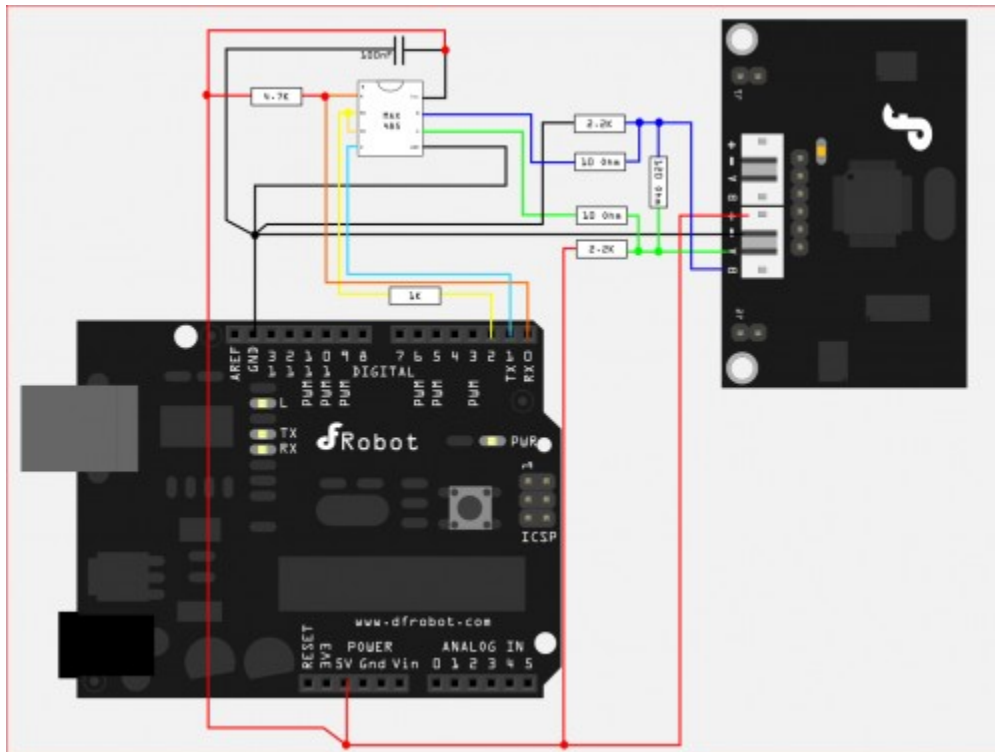 100nF
4.7K
MAX
485
2.2K
10 Ohm
120 ohm
10 Ohm
2.2K
+
-
A
B
+
-
A
B
1K
AREF
GND
13
12
11
10
9
8
7
6
5
4
3
2
1
0
PWM
PWM
PWM
PWM
PWM
PWM
TX
RX
DIGITAL
L
TX
RX
dfRobot
PWR
ICSP
www.dfrobot.com
RESET
3V3
POWER
ANALOG IN
5V Gnd Vin
0 1 2 3 4 5